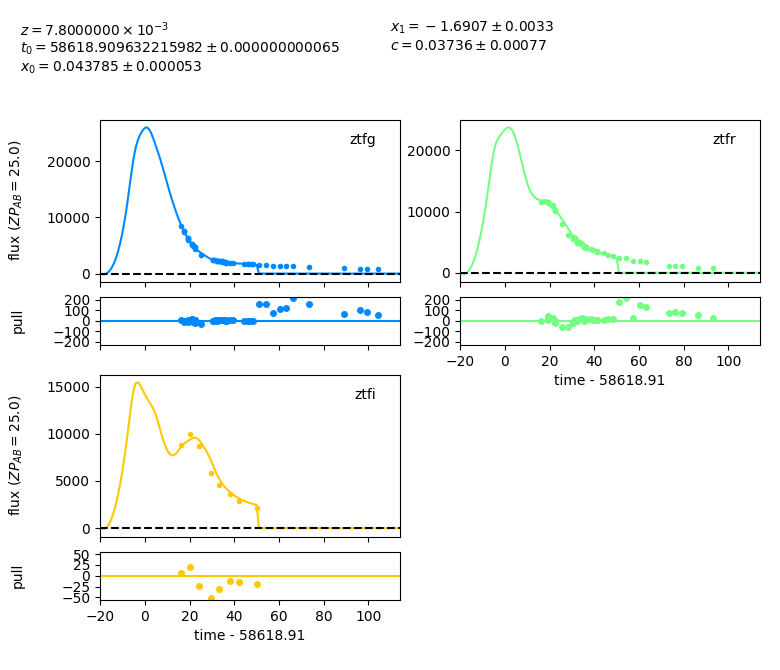 z = 7.8000000 × 10⁻³
t₀ = 58618.909632215982 ± 0.000000000065
x₀ = 0.043785 ± 0.000053
x₁ = −1.6907 ± 0.0033
c = 0.03736 ± 0.00077
ztfg
flux (ZP_AB = 25.0)
20000
10000
0
ztfr
20000
10000
0
pull
200
100
0
−100
−200
200
100
0
−100
−200
−20
0
20
40
60
80
100
time - 58618.91
ztfi
flux (ZP_AB = 25.0)
15000
10000
5000
0
pull
50
25
0
−25
−50
−20
0
20
40
60
80
100
time - 58618.91